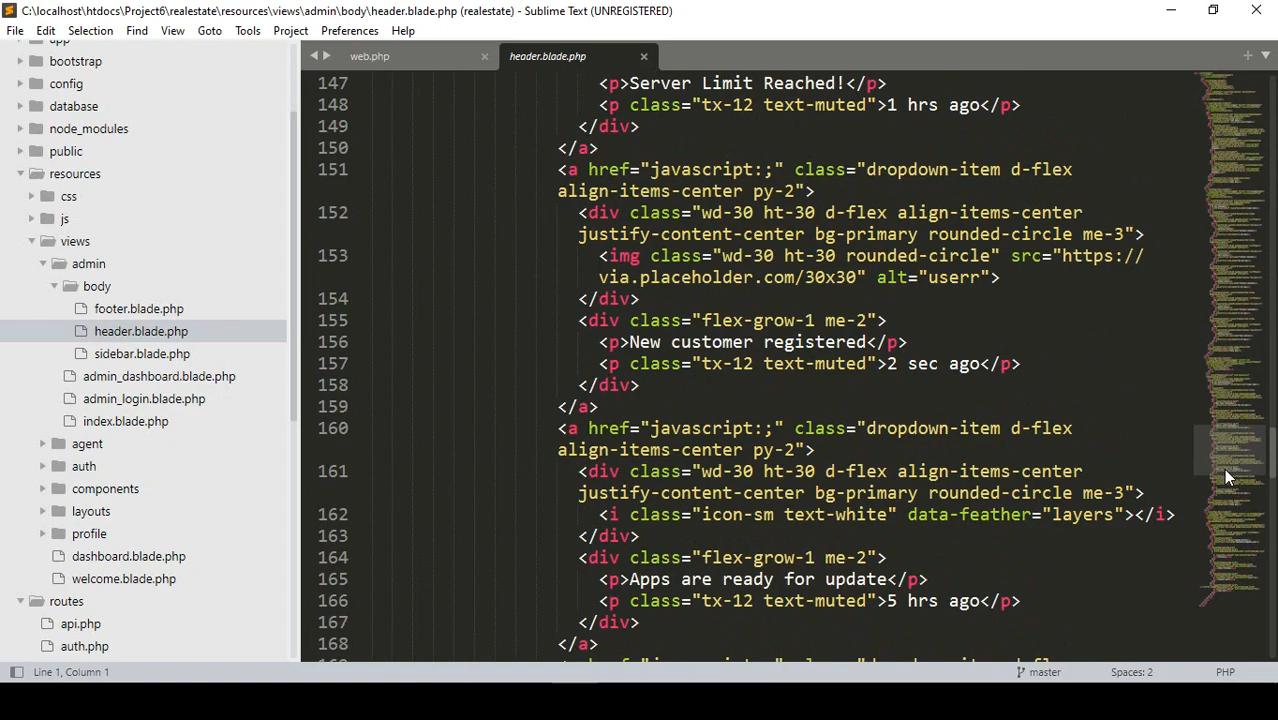 C:\localhost\htdocs\Project6\realestate\resources\views\admin\body\header.blade.php (realestate) - Sublime Text (UNREGISTERED)
File Edit Selection Find View Goto Tools Project Preferences Help
bootstrap
config
database
node_modules
public
resources
css
js
views
admin
body
footer.blade.php
header.blade.php
sidebar.blade.php
admin_dashboard.blade.php
admin_login.blade.php
index.blade.php
agent
auth
components
layouts
profile
dashboard.blade.php
welcome.blade.php
routes
api.php
auth.php
web.php
header.blade.php
147 <p>Server Limit Reached!</p>
148 <p class="tx-12 text-muted">1 hrs ago</p>
149 </div>
150 </a>
151 <a href="javascript:;" class="dropdown-item d-flex
align-items-center py-2">
152 <div class="wd-30 ht-30 d-flex align-items-center
justify-content-center bg-primary rounded-circle me-3">
153 <img class="wd-30 ht-30 rounded-circle" src="https://
via.placeholder.com/30x30" alt="userr">
154 </div>
155 <div class="flex-grow-1 me-2">
156 <p>New customer registered</p>
157 <p class="tx-12 text-muted">2 sec ago</p>
158 </div>
159 </a>
160 <a href="javascript:;" class="dropdown-item d-flex
align-items-center py-2">
161 <div class="wd-30 ht-30 d-flex align-items-center
justify-content-center bg-primary rounded-circle me-3">
162 <i class="icon-sm text-white" data-feather="layers"></i>
163 </div>
164 <div class="flex-grow-1 me-2">
165 <p>Apps are ready for update</p>
166 <p class="tx-12 text-muted">5 hrs ago</p>
167 </div>
168 </a>
Line 1, Column 1
master
Spaces: 2
PHP